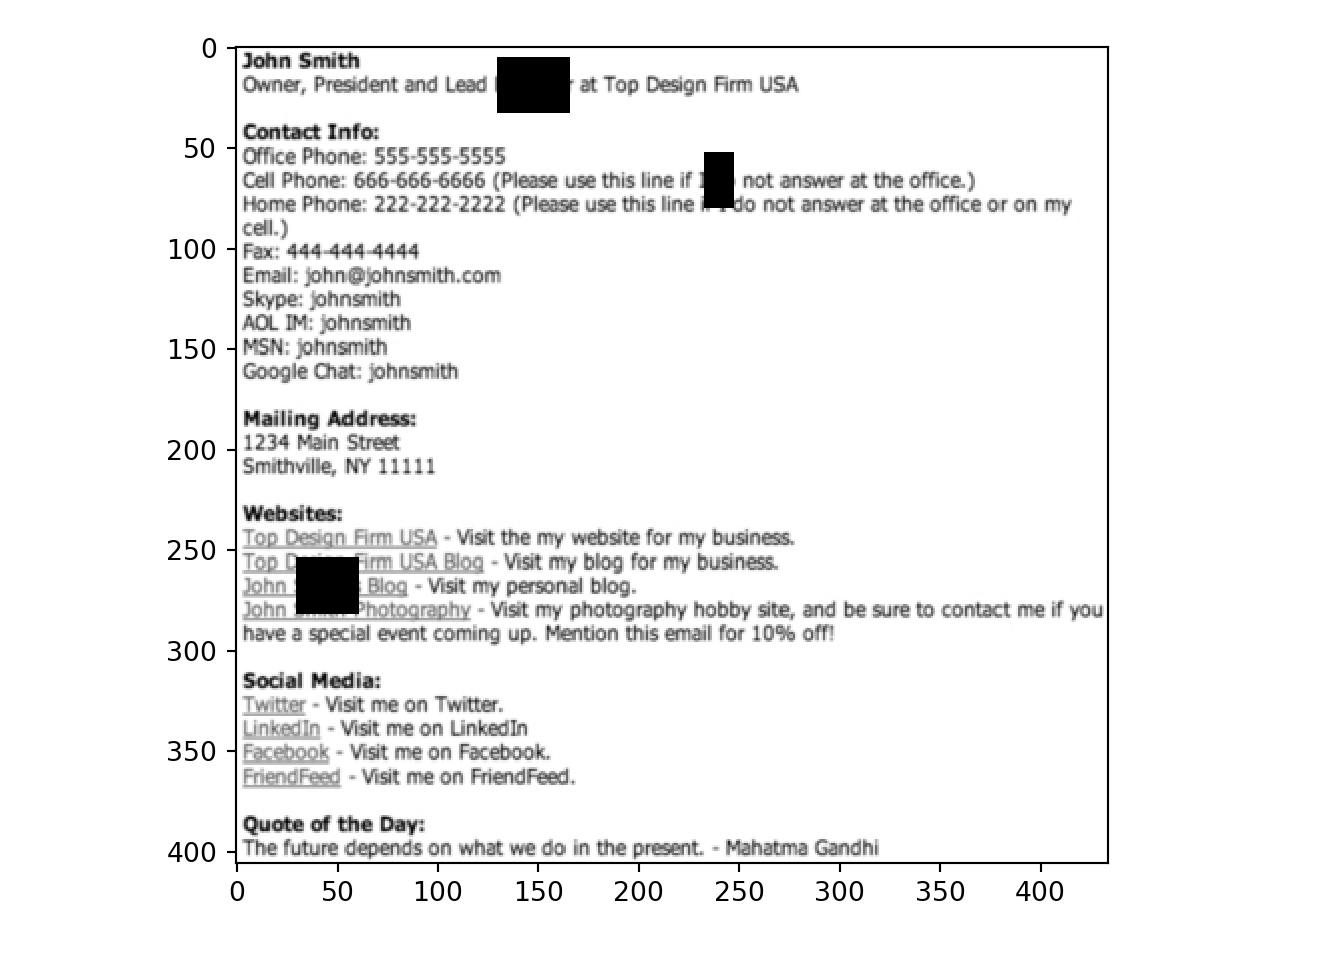 John Smith
Owner, President and Lead at Top Design Firm USA
Contact Info:
Office Phone: 555-555-5555
Cell Phone: 666-666-6666 (Please use this line if not answer at the office.)
Home Phone: 222-222-2222 (Please use this line do not answer at the office or on my
cell.)
Fax: 444-444-4444
Email: john@johnsmith.com
Skype: johnsmith
AOL IM: johnsmith
MSN: johnsmith
Google Chat: johnsmith
Mailing Address:
1234 Main Street
Smithville, NY 11111
Websites:
Top Design Firm USA - Visit the my website for my business.
Top Firm USA Blog - Visit my blog for my business.
John Blog - Visit my personal blog.
John Photography - Visit my photography hobby site, and be sure to contact me if you
have a special event coming up. Mention this email for 10% off!
Social Media:
Twitter - Visit me on Twitter.
LinkedIn - Visit me on LinkedIn
Facebook - Visit me on Facebook.
FriendFeed - Visit me on FriendFeed.
Quote of the Day:
The future depends on what we do in the present. - Mahatma Gandhi
0
50
100
150
200
250
300
350
400
0 50 100 150 200 250 300 350 400